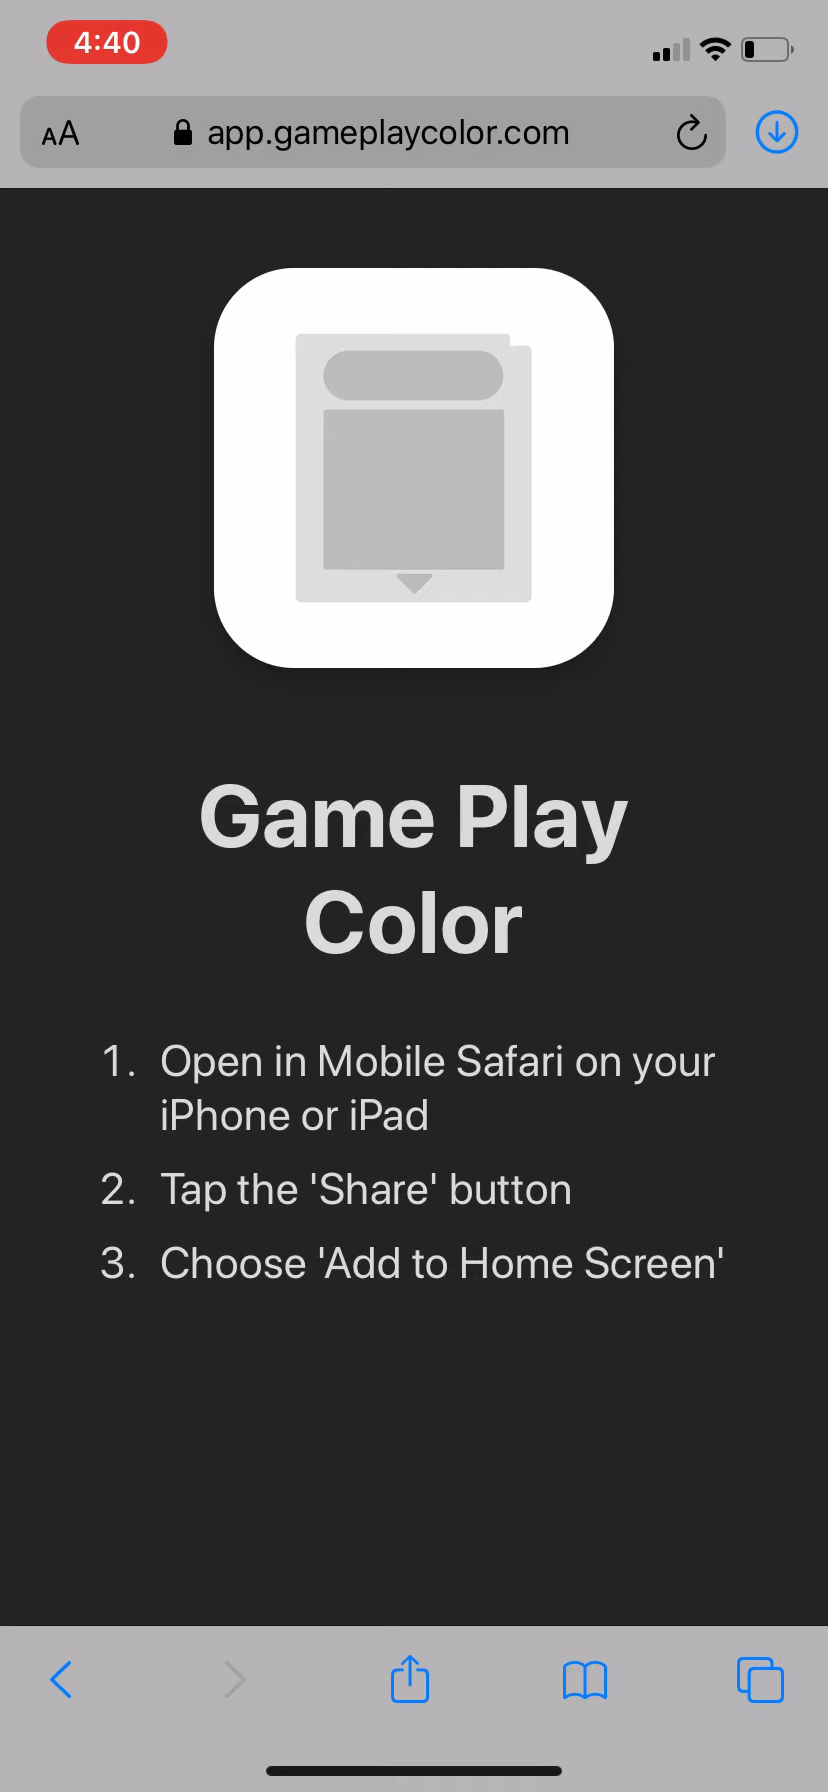 4:40
AA app.gameplaycolor.com
Game Play
Color
1. Open in Mobile Safari on your
iPhone or iPad
2. Tap the 'Share' button
3. Choose 'Add to Home Screen'